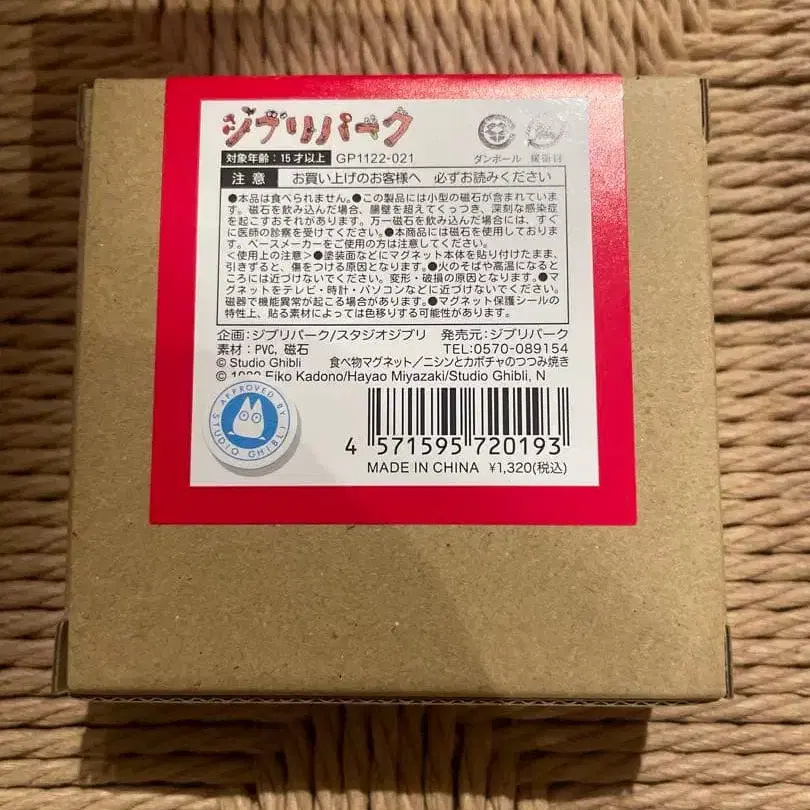 ジブリパーク
対象年齢:15才以上 GP1122-021
ダンボール 緩衝材
注意 お買い上げのお客様へ 必ずお読みください
●本品は食べられません。●この製品には小型の磁石が含まれていま
す。磁石を飲み込んだ場合、腸壁を超えてくっつき、深刻な感染症
を起こすおそれがあります。万一磁石を飲み込んだ場合には、すぐ
に医師の診察を受けてください。●本商品には磁石を使用しておりま
す。ペースメーカーをご使用の方は注意してください。
<使用上の注意>●塗装面などにマグネット本体を貼り付けたまま、
引きずると、傷をつける原因となります。●火のそばや高温になると
ころには近づけないでください。変形・破損の原因となります。●マ
グネットをテレビ・時計・パソコンなどに近づけないでください。
磁器で機能異常が起こる場合があります。●マグネット保護シールの
特性上、貼る素材によっては色移りする可能性があります。
企画:ジブリパーク/スタジオジブリ 発売元:ジブリパーク
素材:PVC, 磁石 TEL:0570-089154
© Studio Ghibli 食べ物マグネット/ニシンとカボチャのつつみ焼き
© Eiko Kadono/Hayao Miyazaki/Studio Ghibli, N
APPROVED BY STUDIO GHIBLI
4 571595 720193
MADE IN CHINA ¥1,320(税込)